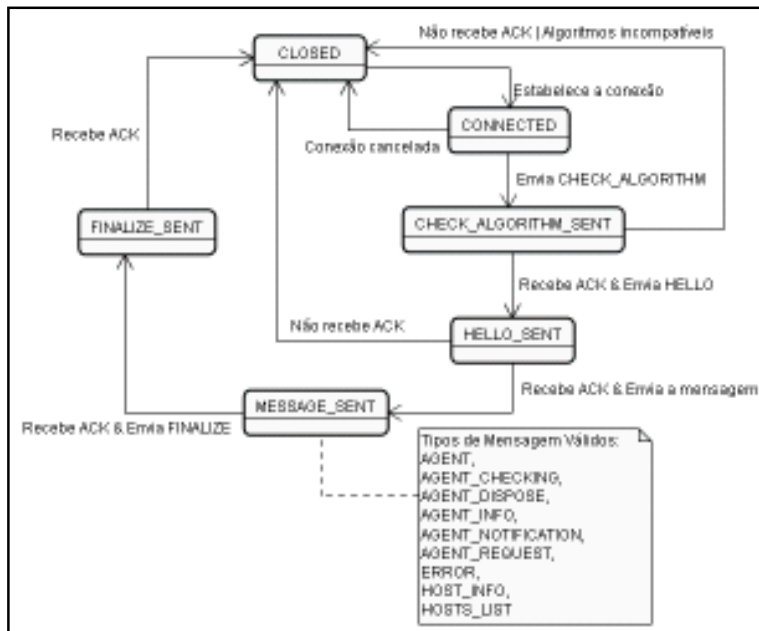 Não recebe ACK | Algoritmos incompatíveis
CLOSED
Estabelece a conexão
CONNECTED
Conexão cancelada
Recebe ACK
Envia CHECK_ALGORITHM
FINALIZE_SENT
CHECK_ALGORITHM_SENT
Recebe ACK & Envia HELLO
Não recebe ACK
HELLO_SENT
Recebe ACK & Envia a mensagem
MESSAGE_SENT
Recebe ACK & Envia FINALIZE
Tipos de Mensagem Válidos:
AGENT,
AGENT_CHECKING,
AGENT_DISPOSE,
AGENT_INFO,
AGENT_NOTIFICATION,
AGENT_REQUEST,
ERROR,
HOST_INFO,
HOSTS_LIST